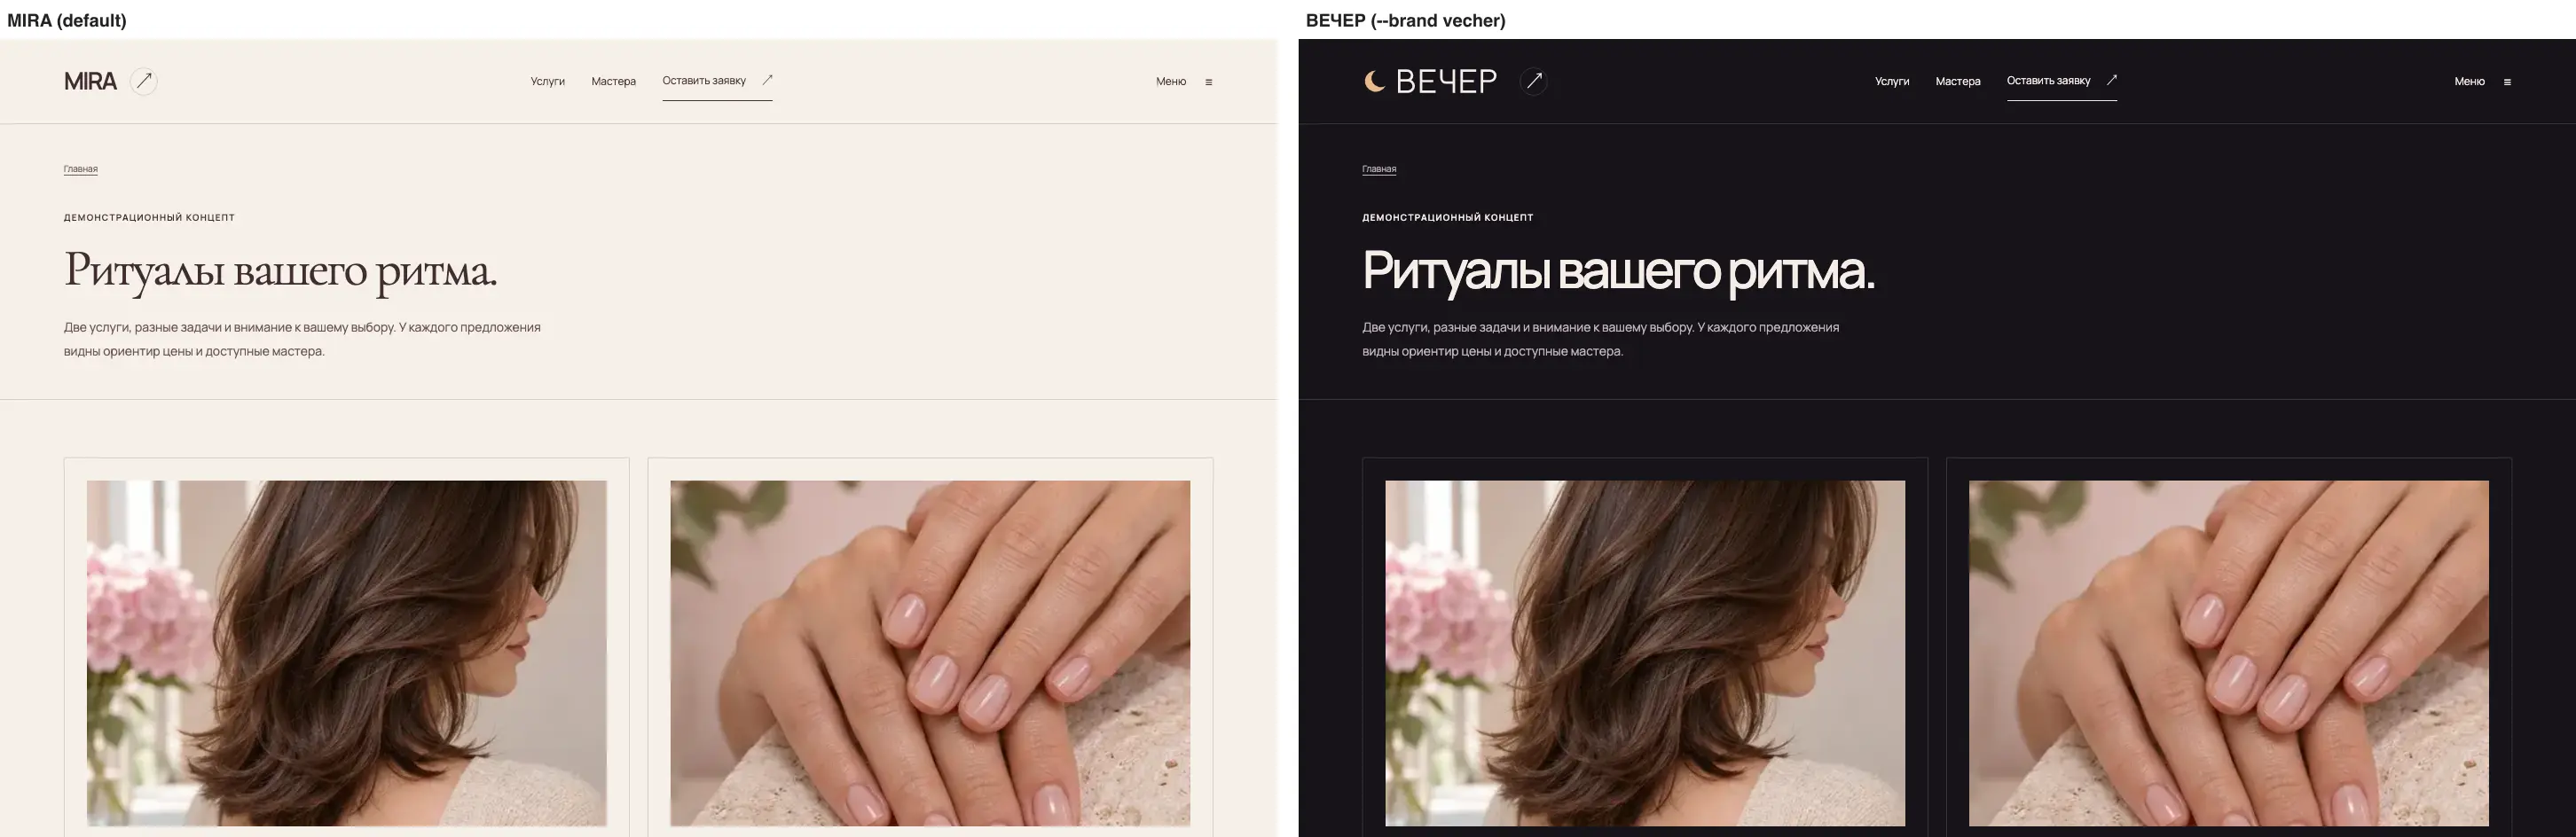 MIRA (default)
MIRA
Услуги
Мастера
Оставить заявку
Меню
Главная
ДЕМОНСТРАЦИОННЫЙ КОНЦЕПТ
Ритуалы вашего ритма.
Две услуги, разные задачи и внимание к вашему выбору. У каждого предложения
видны ориентир цены и доступные мастера.
ВЕЧЕР (--brand vecher)
ВЕЧЕР
Услуги
Мастера
Оставить заявку
Меню
Главная
ДЕМОНСТРАЦИОННЫЙ КОНЦЕПТ
Ритуалы вашего ритма.
Две услуги, разные задачи и внимание к вашему выбору. У каждого предложения
видны ориентир цены и доступные мастера.